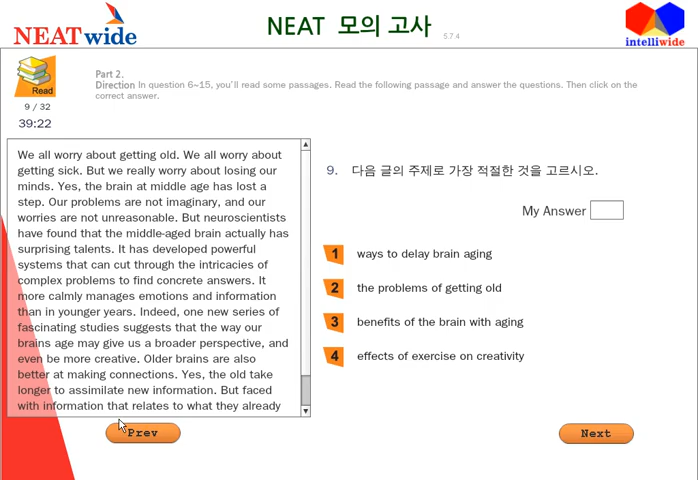 NEATwide
NEAT 모의 고사
5.7.4
intelliwide
Read
9 / 32
39:22
Part 2.
Direction In question 6~15, you'll read some passages. Read the following passage and answer the questions. Then click on the
correct answer.
We all worry about getting old. We all worry about
getting sick. But we really worry about losing our
minds. Yes, the brain at middle age has lost a
step. Our problems are not imaginary, and our
worries are not unreasonable. But neuroscientists
have found that the middle-aged brain actually has
surprising talents. It has developed powerful
systems that can cut through the intricacies of
complex problems to find concrete answers. It
more calmly manages emotions and information
than in younger years. Indeed, one new series of
fascinating studies suggests that the way our
brains age may give us a broader perspective, and
even be more creative. Older brains are also
better at making connections. Yes, the old take
longer to assimilate new information. But faced
with information that relates to what they already
9. 다음 글의 주제로 가장 적절한 것을 고르시오.
My Answer
1 ways to delay brain aging
2 the problems of getting old
3 benefits of the brain with aging
4 effects of exercise on creativity
Prev
Next